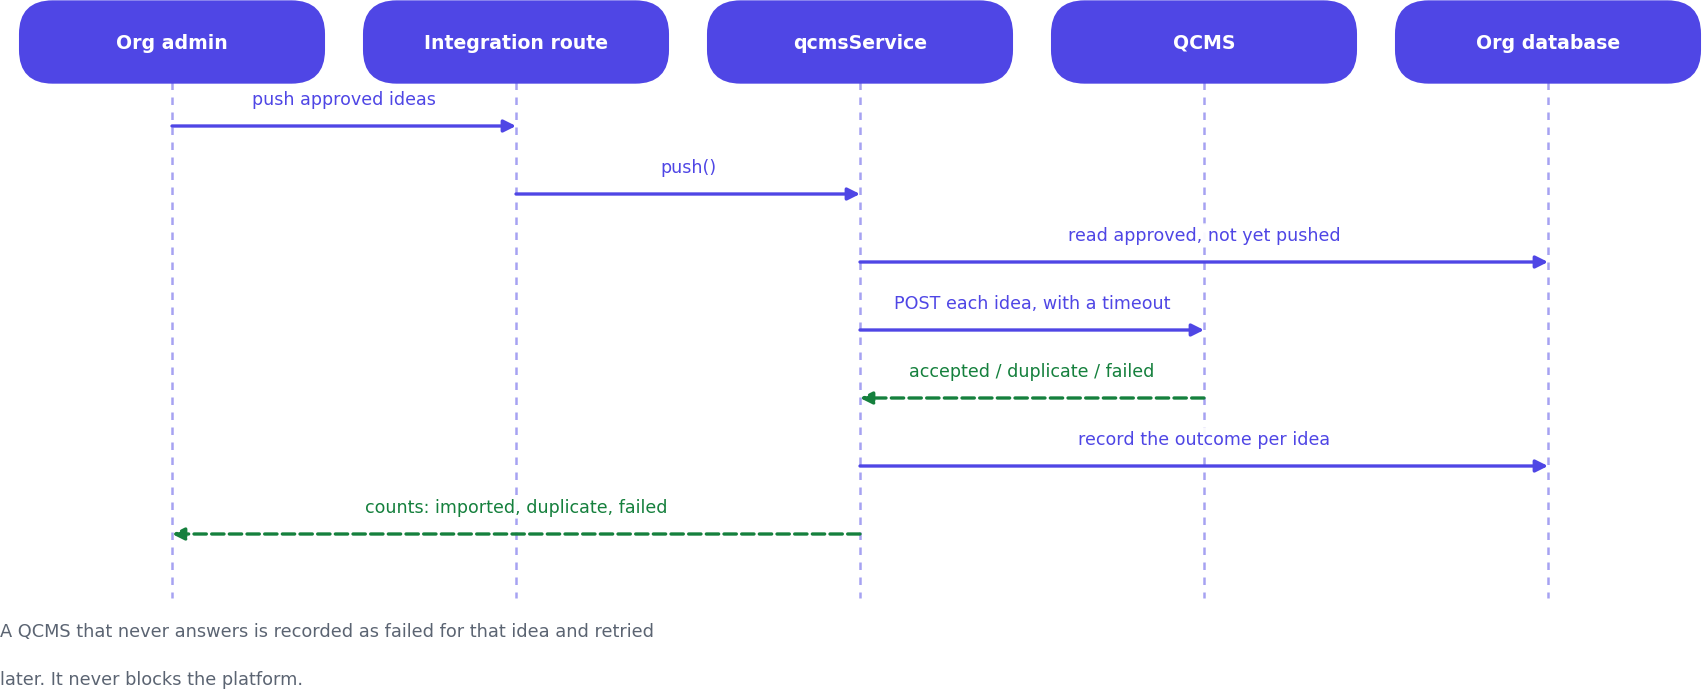 Org admin
Integration route
qcmsService
QCMS
Org database
push approved ideas
push()
read approved, not yet pushed
POST each idea, with a timeout
accepted / duplicate / failed
record the outcome per idea
counts: imported, duplicate, failed
A QCMS that never answers is recorded as failed for that idea and retried
later. It never blocks the platform.